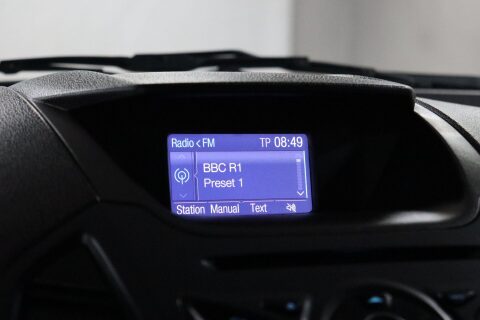 Radio < FM TP 08:49
BBC R1
Preset 1
Station Manual Text